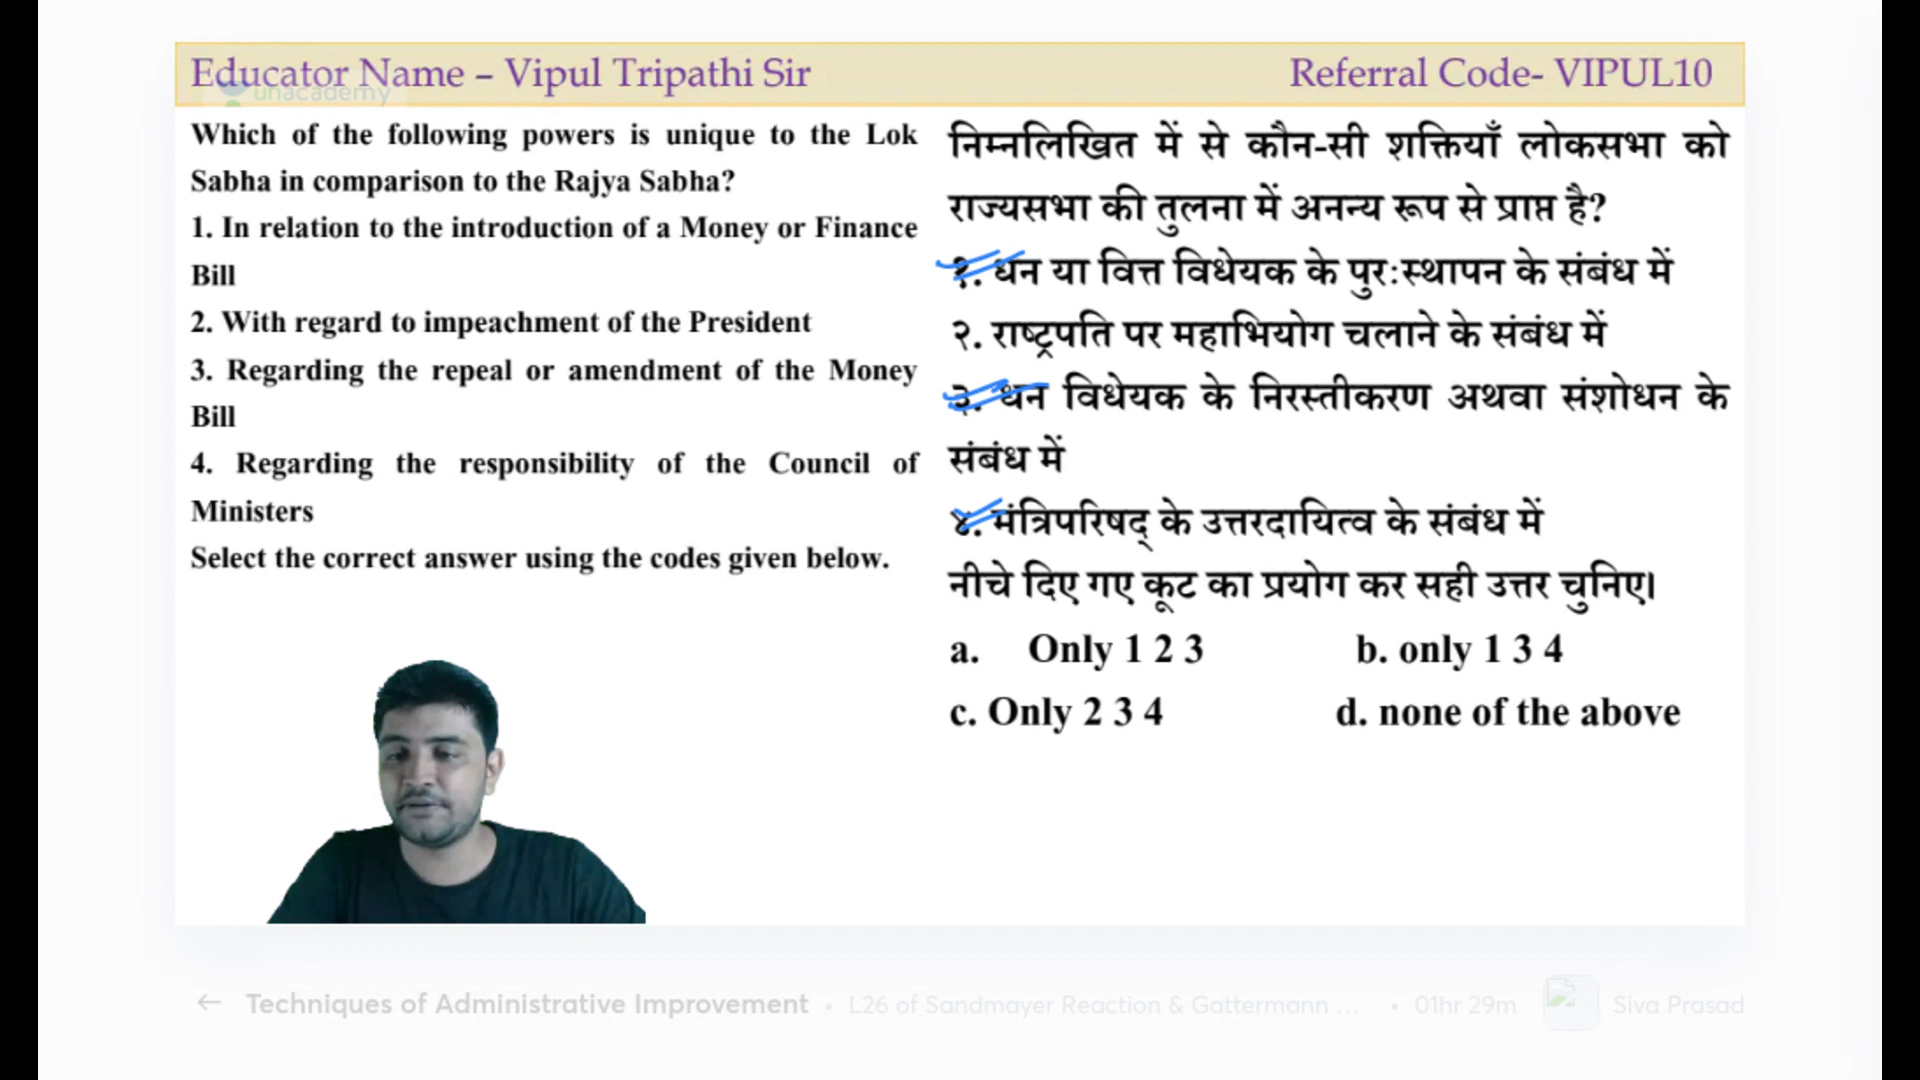 Educator Name – Vipul Tripathi Sir
Referral Code- VIPUL10
unacademy
Which of the following powers is unique to the Lok
Sabha in comparison to the Rajya Sabha?
1. In relation to the introduction of a Money or Finance
Bill
2. With regard to impeachment of the President
3. Regarding the repeal or amendment of the Money
Bill
4. Regarding the responsibility of the Council of
Ministers
Select the correct answer using the codes given below.
निम्नलिखित में से कौन-सी शक्तियाँ लोकसभा को
राज्यसभा की तुलना में अनन्य रूप से प्राप्त है?
१. धन या वित्त विधेयक के पुरःस्थापन के संबंध में
२. राष्ट्रपति पर महाभियोग चलाने के संबंध में
३. धन विधेयक के निरस्तीकरण अथवा संशोधन के
संबंध में
४. मंत्रिपरिषद् के उत्तरदायित्व के संबंध में
नीचे दिए गए कूट का प्रयोग कर सही उत्तर चुनिए।
a. Only 1 2 3 b. only 1 3 4
c. Only 2 3 4 d. none of the above
← Techniques of Administrative Improvement • L26 of Sandmayer Reaction & Gattermann ... • 01hr 29m Siva Prasad